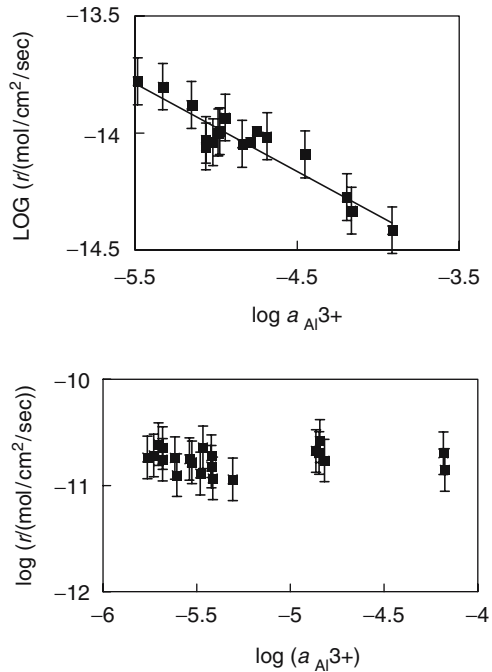 −13.5
−14
−14.5
−5.5 −4.5 −3.5
LOG (r/(mol/cm²/sec)
log a Al3+
−10
−11
−12
−6 −5.5 −5 −4.5 −4
log (r/(mol/cm²/sec))
log (a Al3+)